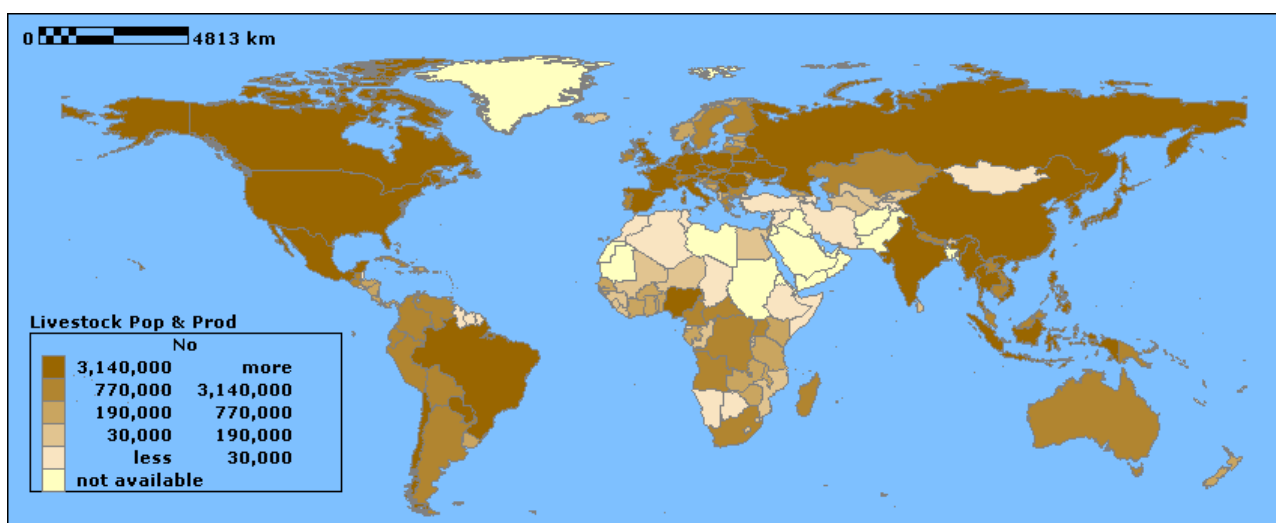 0 4813 km
Livestock Pop & Prod
No
3,140,000 more
770,000 3,140,000
190,000 770,000
30,000 190,000
less 30,000
not available